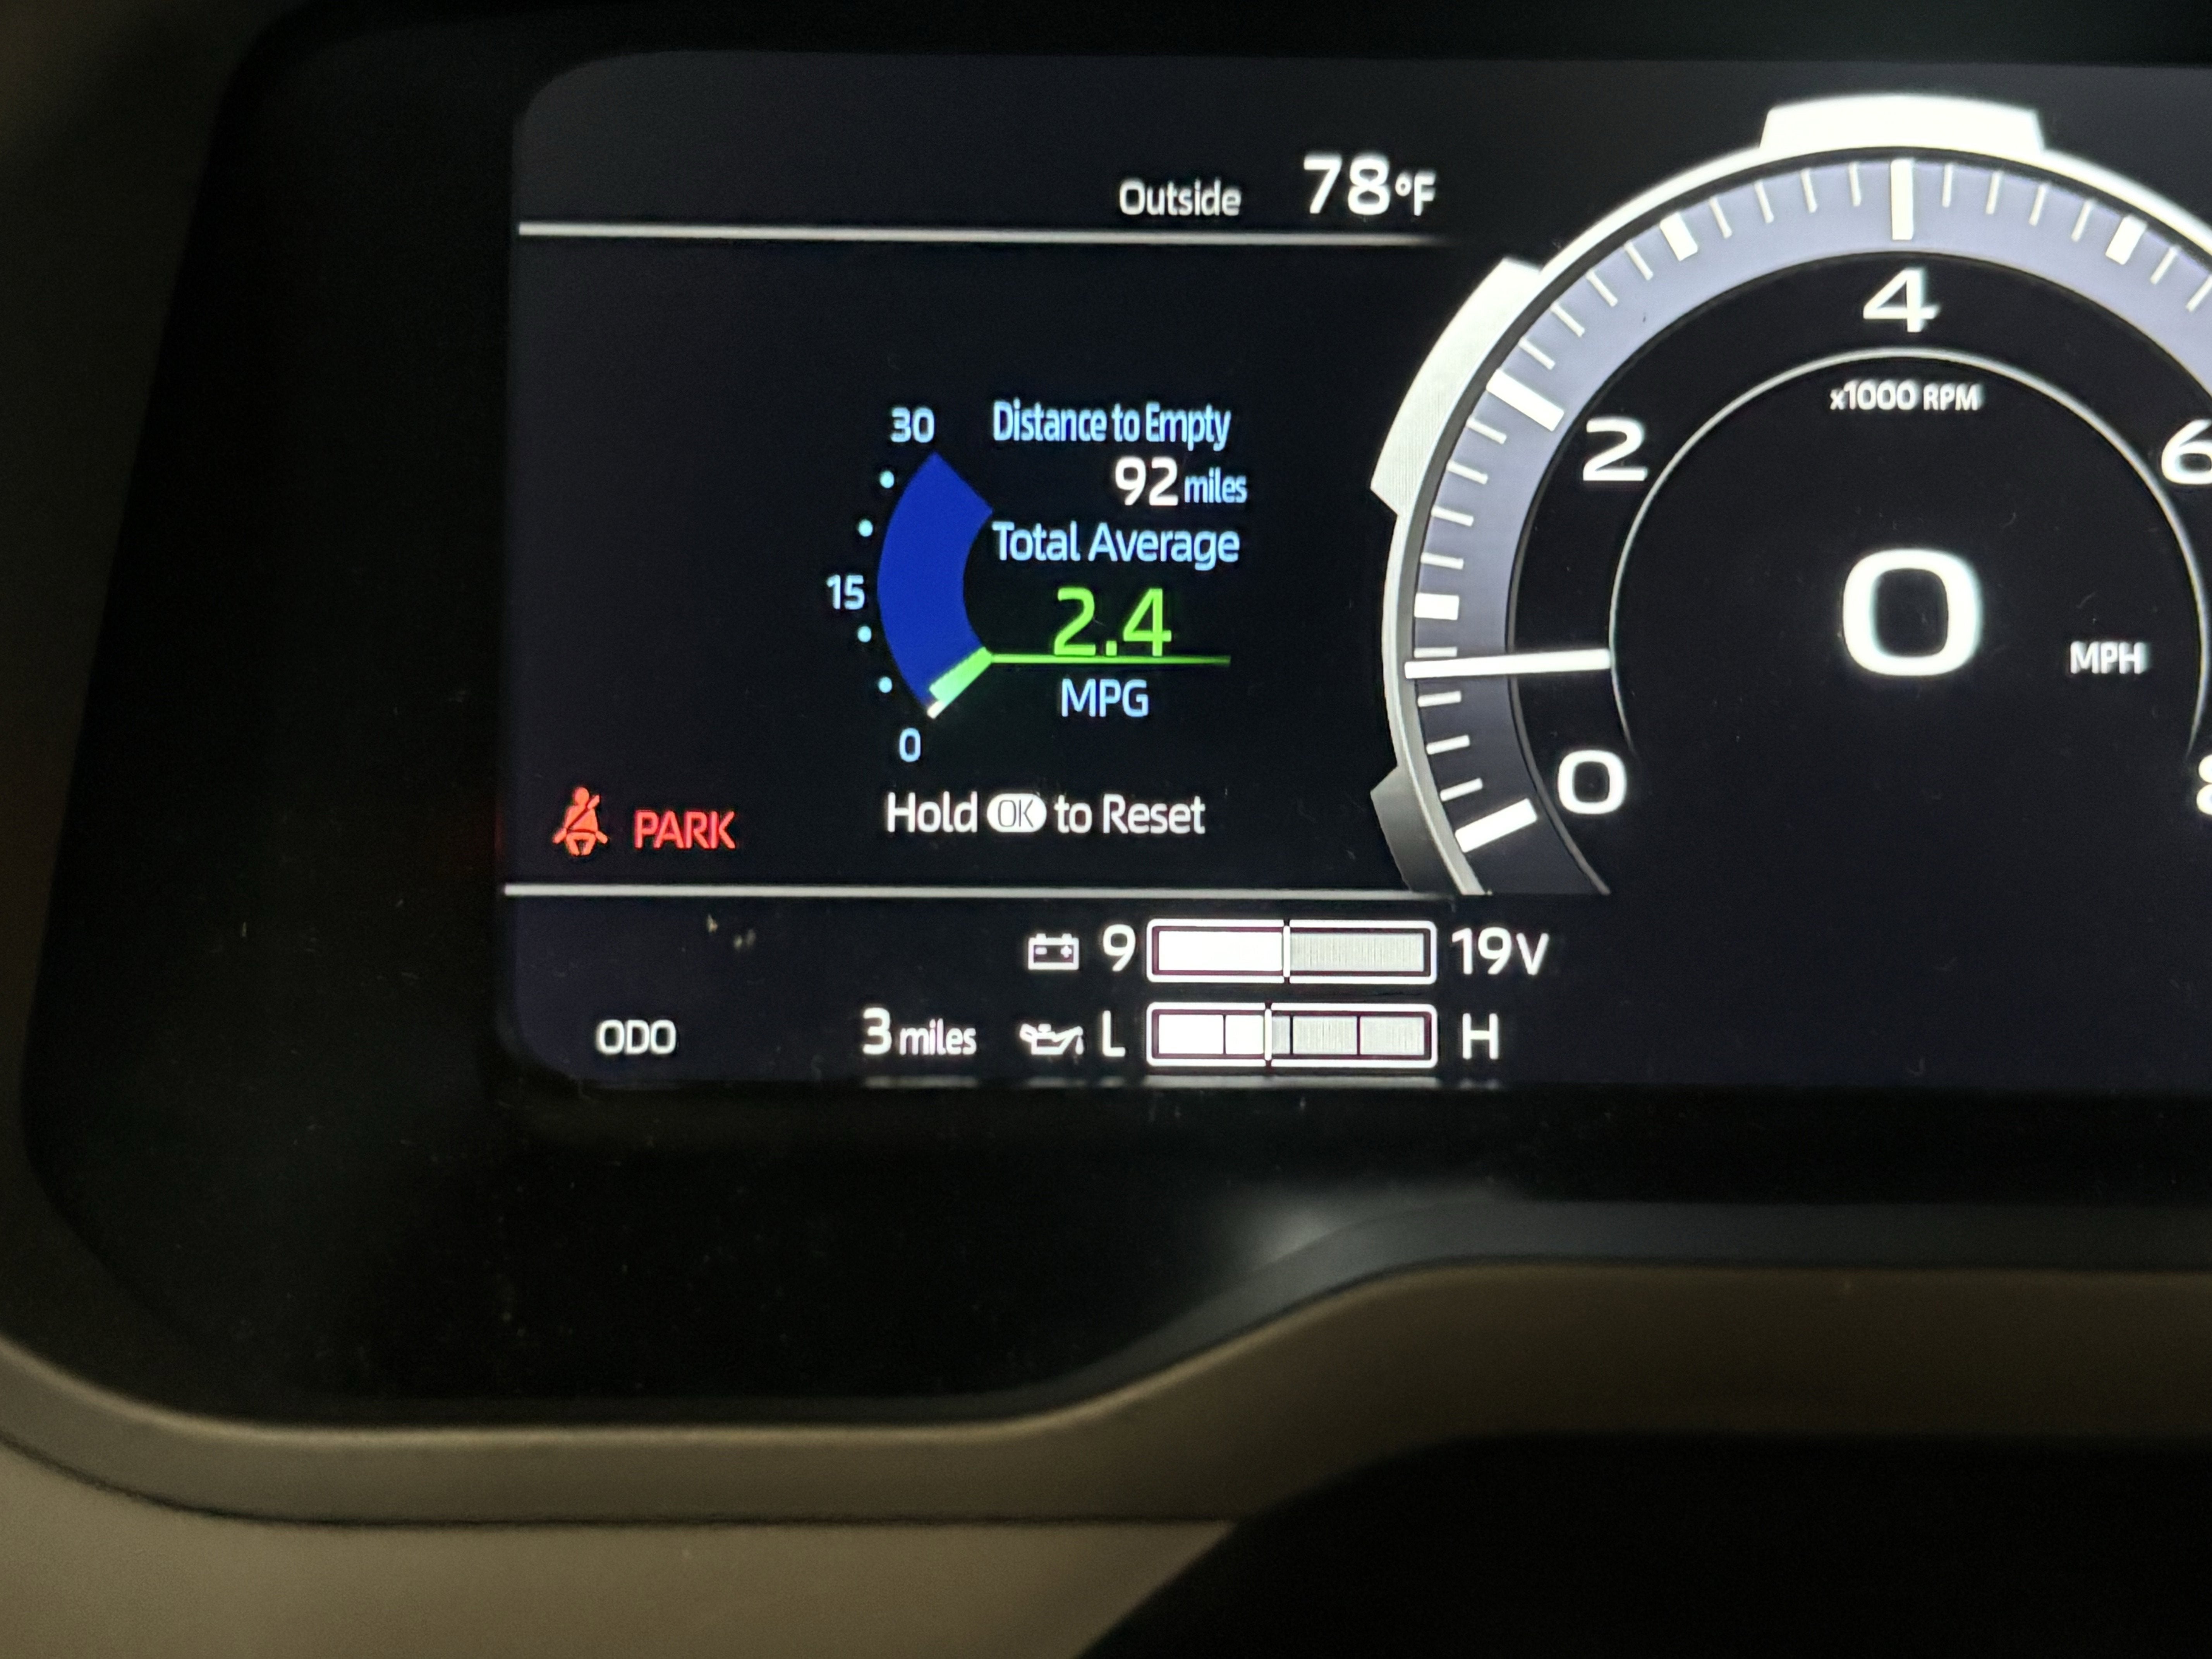 Outside 78°F
30 Distance to Empty
92 miles
Total Average
15 2.4
MPG
0
Hold OK to Reset
PARK
9 19V
ODO 3 miles L H
4
x1000 RPM
2 6
0 MPH
0